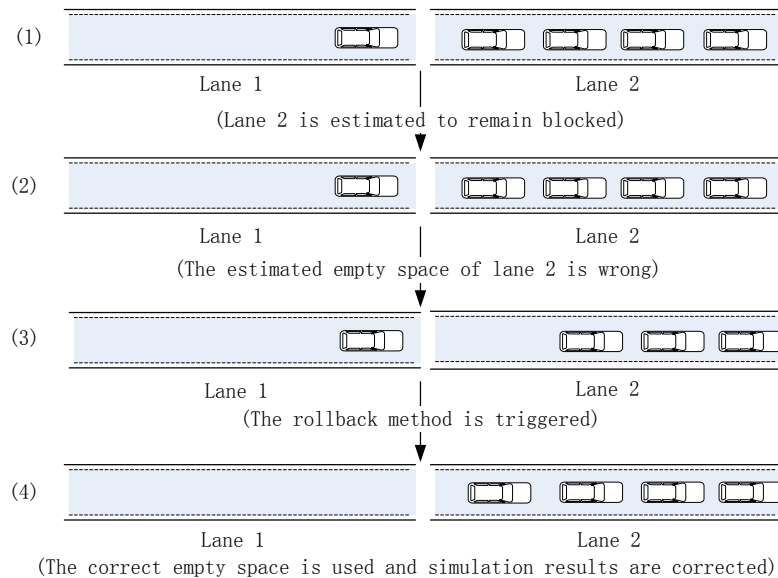 (1)
Lane 1 Lane 2
(Lane 2 is estimated to remain blocked)
(2)
Lane 1 Lane 2
(The estimated empty space of lane 2 is wrong)
(3)
Lane 1 Lane 2
(The rollback method is triggered)
(4)
Lane 1 Lane 2
(The correct empty space is used and simulation results are corrected)